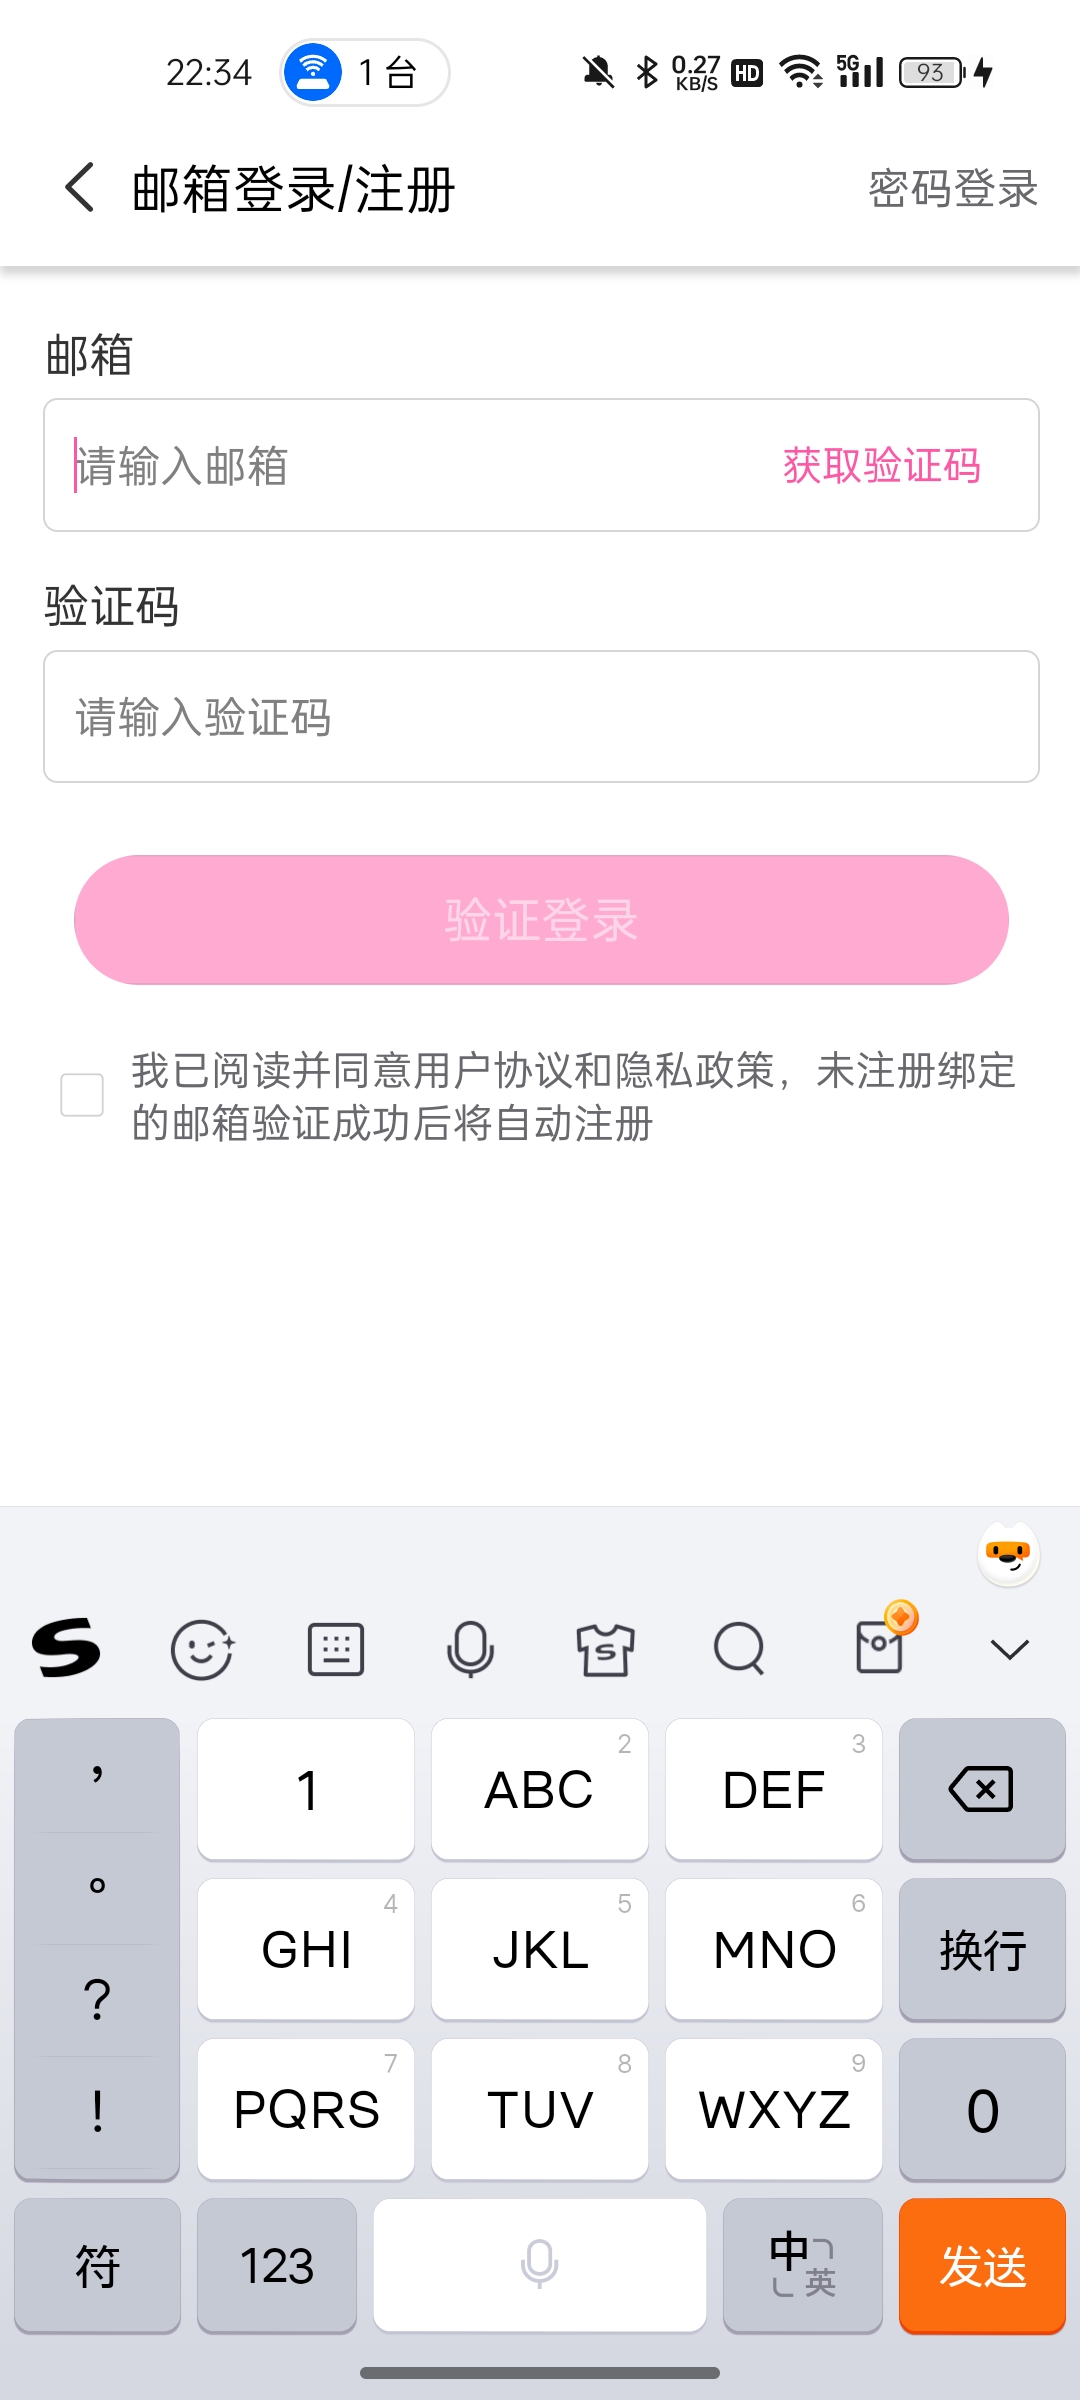 22:34 1 台 0.27 KB/S HD 5G 93
邮箱登录/注册 密码登录
邮箱
请输入邮箱 获取验证码
验证码
请输入验证码
验证登录
我已阅读并同意用户协议和隐私政策，未注册绑定
的邮箱验证成功后将自动注册
S
, 1 ABC 2 DEF 3
。 GHI 4 JKL 5 MNO 6 换行
? PQRS 7 TUV 8 WXYZ 9 0
!
符 123 中 英 发送